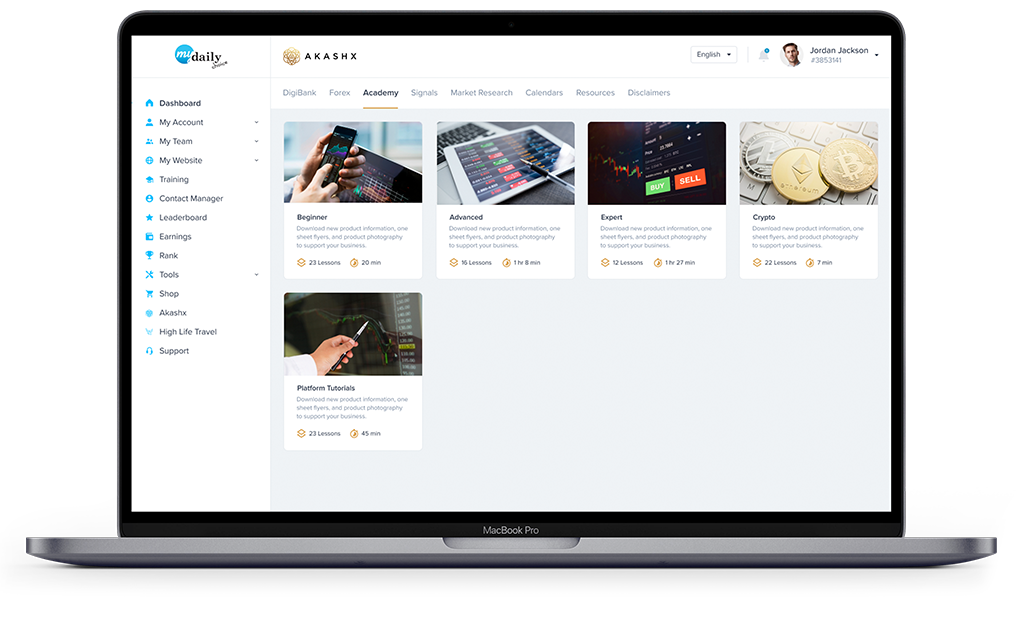 my daily
choice
AKASHX
English
Jordan Jackson
#3853141
DigiBank Forex Academy Signals Market Research Calendars Resources Disclaimers
Dashboard
My Account
My Team
My Website
Training
Contact Manager
Leaderboard
Earnings
Rank
Tools
Shop
Akashx
High Life Travel
Support
Beginner
Download new product information, one
sheet flyers, and product photography
to support your business.
23 Lessons 20 min
BUY SELL
Advanced
Download new product information, one
sheet flyers, and product photography
to support your business.
16 Lessons 1 hr 8 min
Expert
Download new product information, one
sheet flyers, and product photography
to support your business.
12 Lessons 1 hr 27 min
ethereum
Crypto
Download new product information, one
sheet flyers, and product photography
to support your business.
22 Lessons 7 min
Platform Tutorials
Download new product information, one
sheet flyers, and product photography
to support your business.
23 Lessons 45 min
MacBook Pro